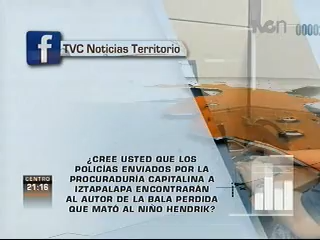 TVC Noticias Territorio
TVCn
CENTRO
21:16
¿CREE USTED QUE LOS
POLICÍAS ENVIADOS POR LA
PROCURADURÍA CAPITALINA A
IZTAPALAPA ENCONTRARÁN
AL AUTOR DE LA BALA PERDIDA
QUE MATÓ AL NIÑO HENDRIK?